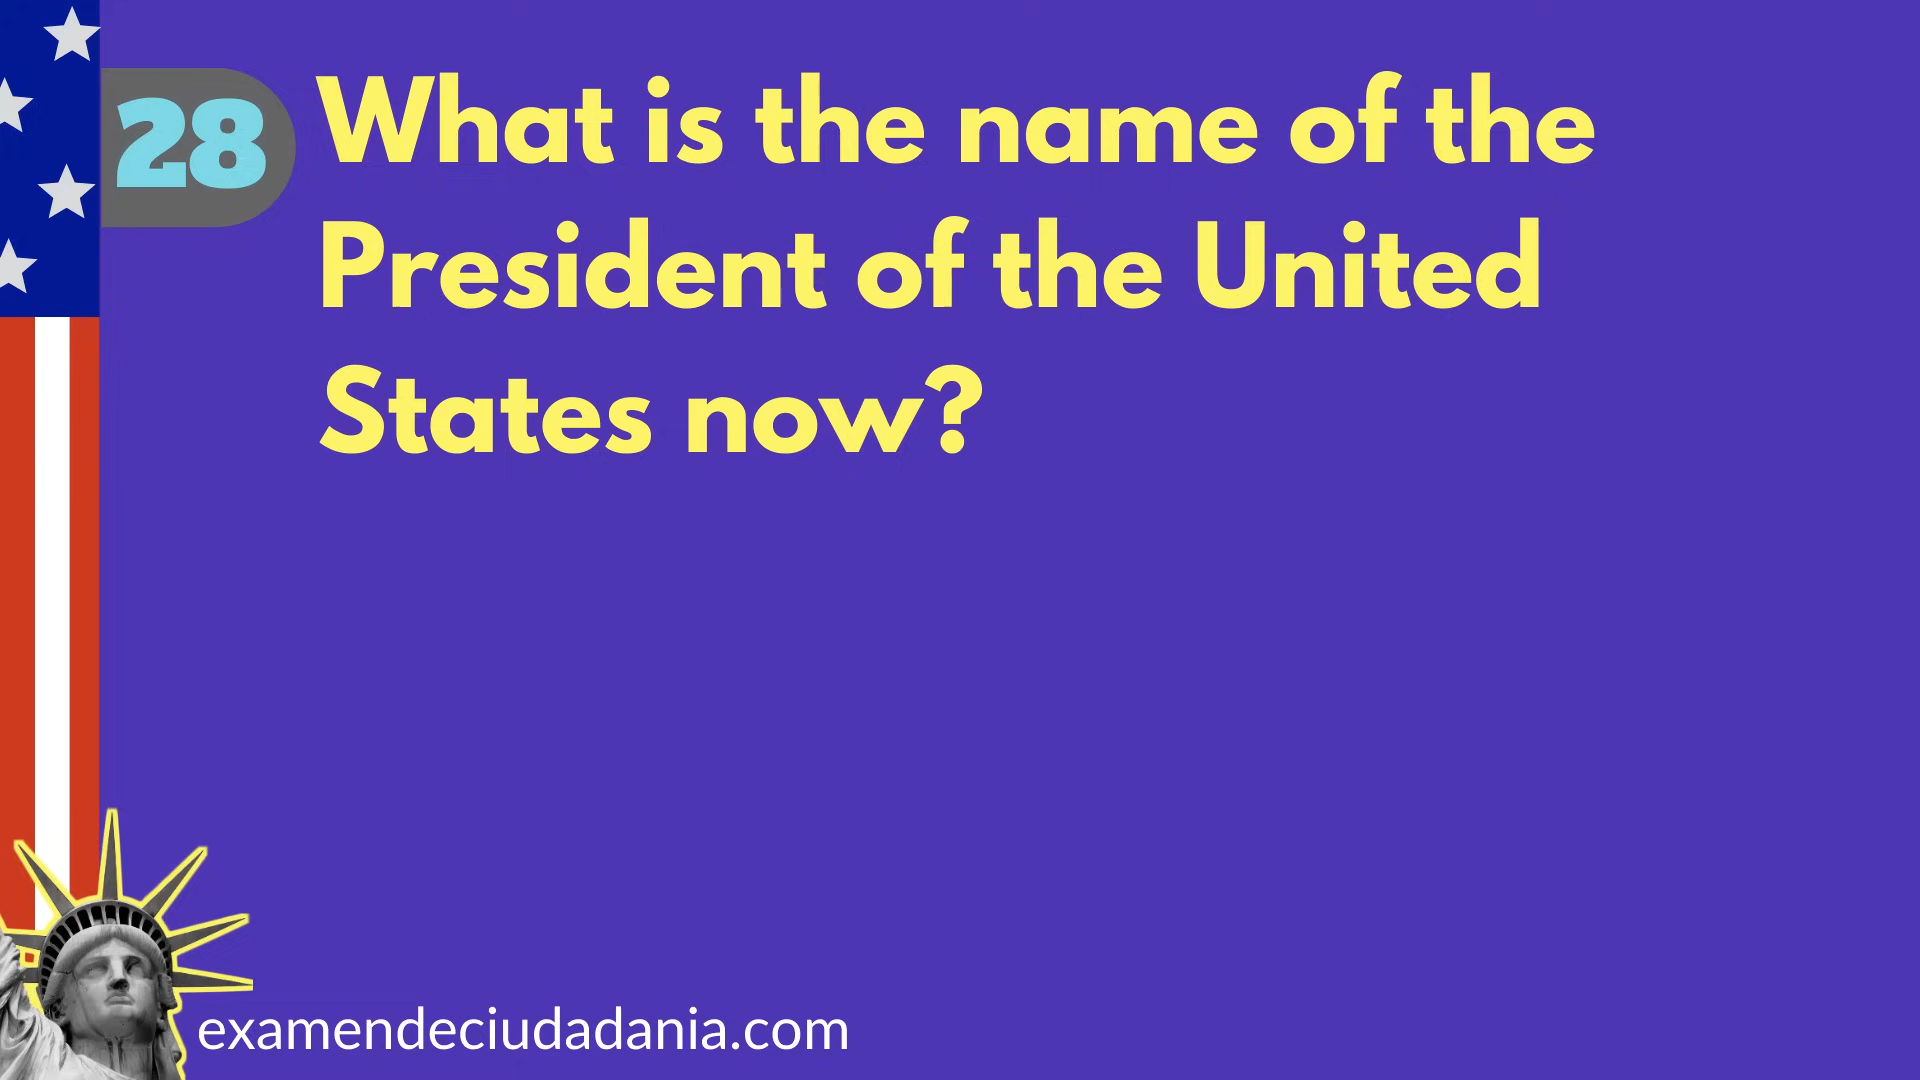 28
What is the name of the
President of the United
States now?
examendeciudadania.com